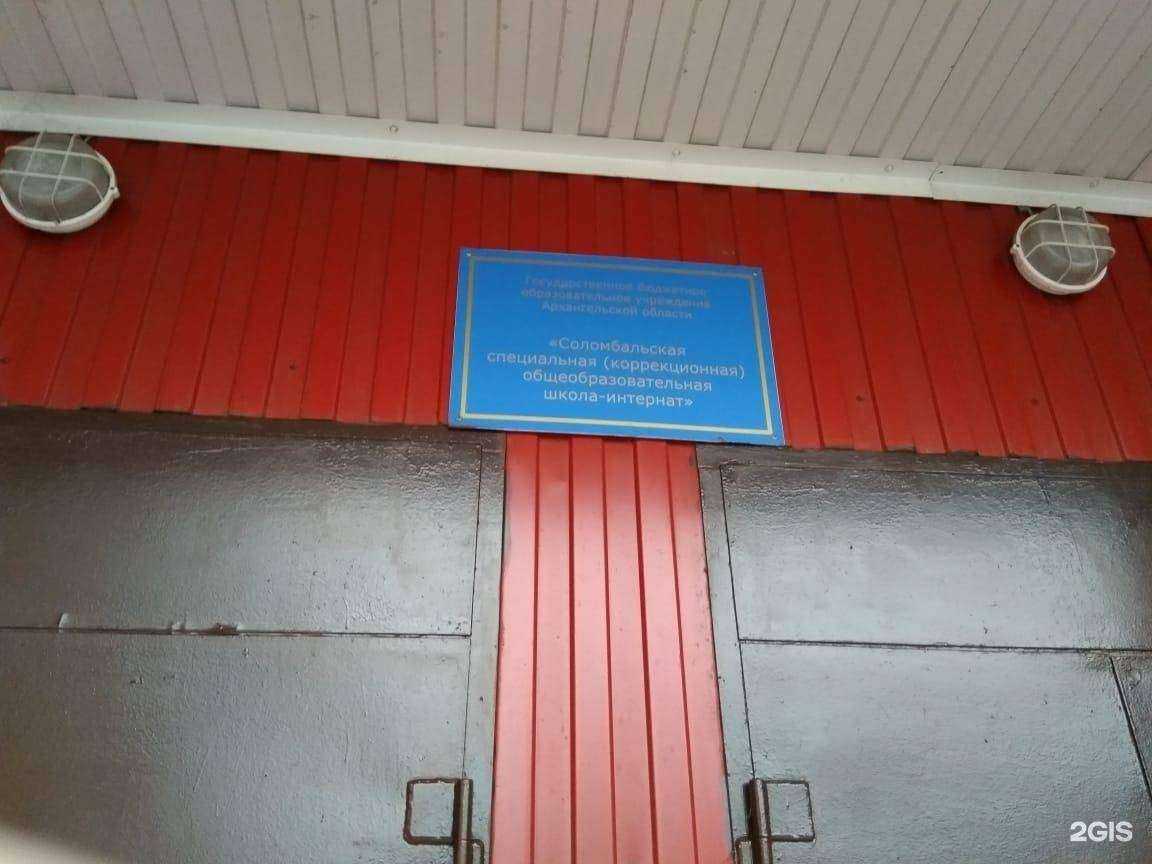 Государственное бюджетное
образовательное учреждение
Архангельской области
«Соломбальская
специальная (коррекционная)
общеобразовательная
школа-интернат»
2GIS